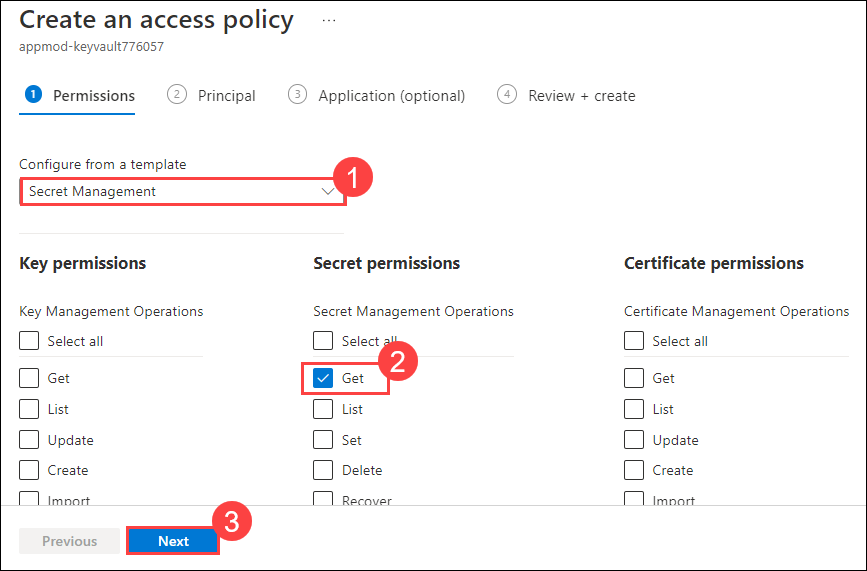 Create an access policy ...
appmod-keyvault776057
1 Permissions 2 Principal 3 Application (optional) 4 Review + create
Configure from a template
Secret Management 1
Key permissions Secret permissions Certificate permissions
Key Management Operations Secret Management Operations Certificate Management Operations
Select all Select all Select all
2
Get Get Get
List List List
Update Set Update
Create Delete Create
Import Recover Import
3
Previous Next